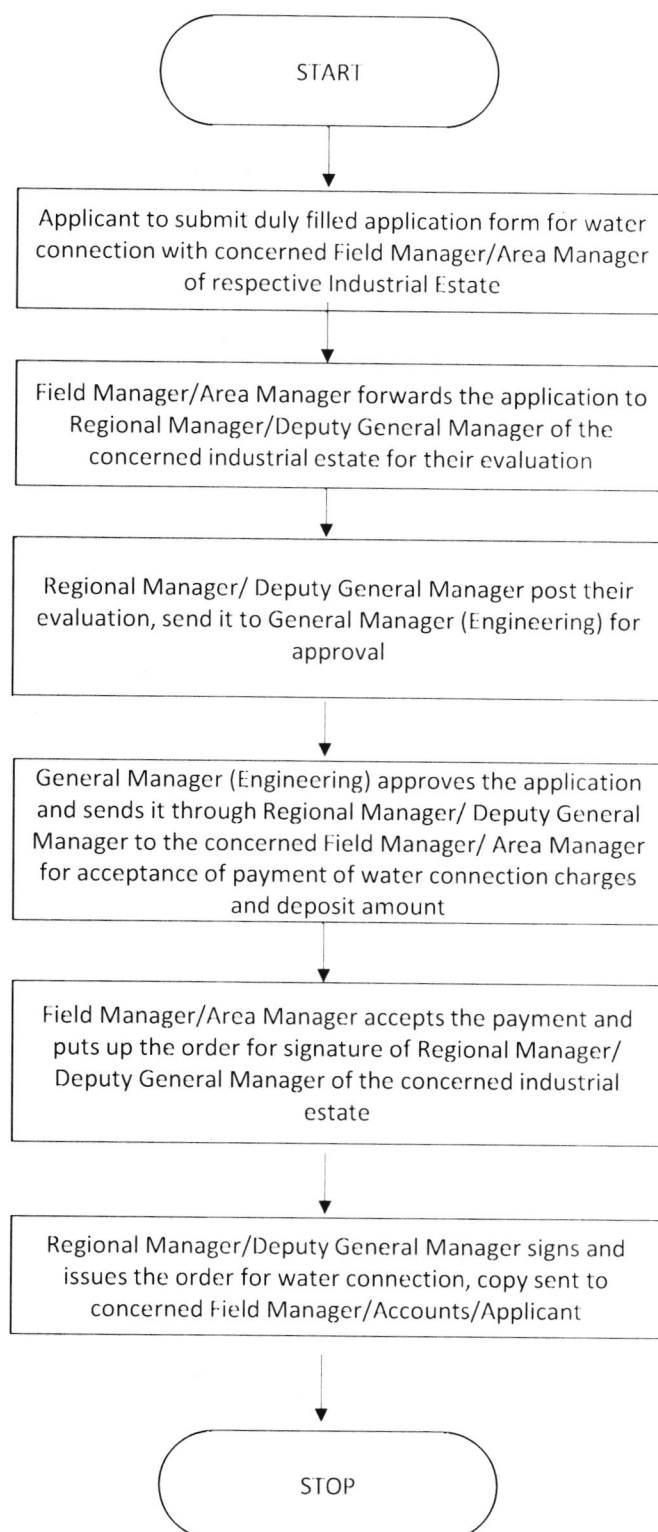 START
Applicant to submit duly filled application form for water
connection with concerned Field Manager/Area Manager
of respective Industrial Estate
Field Manager/Area Manager forwards the application to
Regional Manager/Deputy General Manager of the
concerned industrial estate for their evaluation
Regional Manager/ Deputy General Manager post their
evaluation, send it to General Manager (Engineering) for
approval
General Manager (Engineering) approves the application
and sends it through Regional Manager/ Deputy General
Manager to the concerned Field Manager/ Area Manager
for acceptance of payment of water connection charges
and deposit amount
Field Manager/Area Manager accepts the payment and
puts up the order for signature of Regional Manager/
Deputy General Manager of the concerned industrial
estate
Regional Manager/Deputy General Manager signs and
issues the order for water connection, copy sent to
concerned Field Manager/Accounts/Applicant
STOP